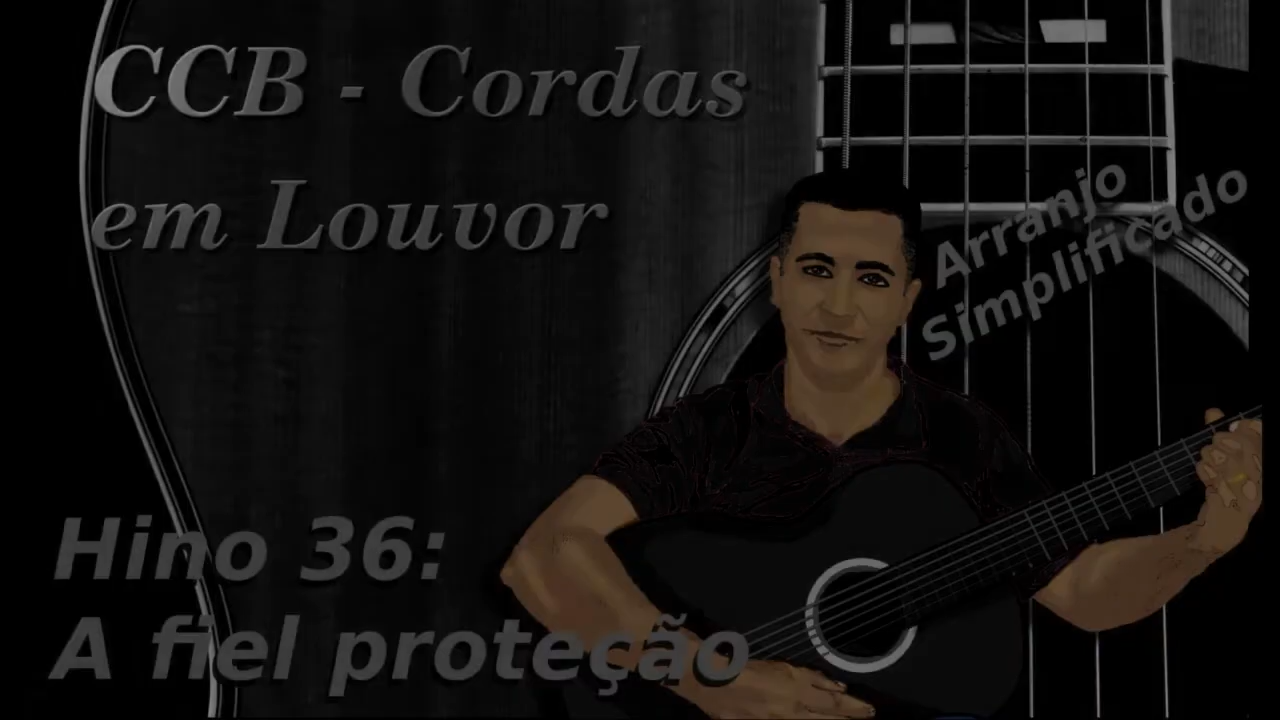 CCB - Cordas
em Louvor
Arranjo
Simplificado
Hino 36:
A fiel proteção